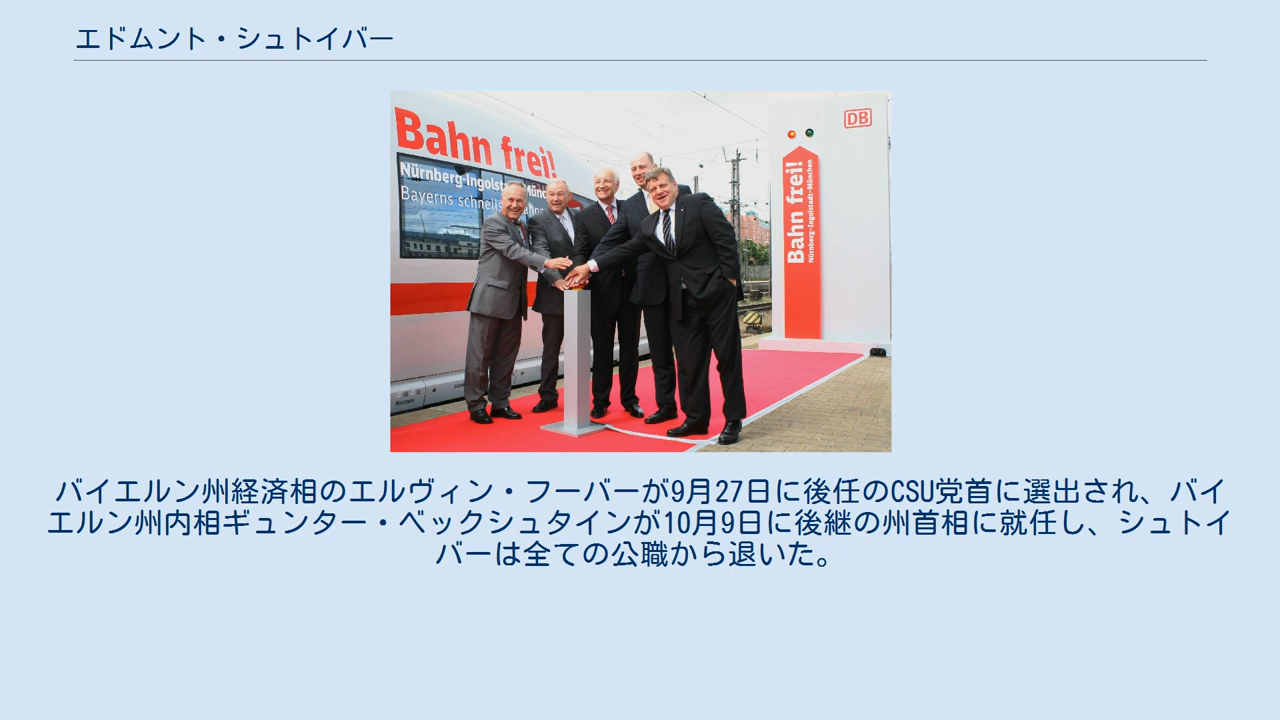 エドムント・シュトイバー
Bahn frei!
Nürnberg-Ingolstadt-Münc
Bayerns schnells
DB
Bahn frei!
Nürnberg-Ingolstadt-München
バイエルン州経済相のエルヴィン・フーバーが9月27日に後任のCSU党首に選出され、バイ
エルン州内相ギュンター・ベックシュタインが10月9日に後継の州首相に就任し、シュトイ
バーは全ての公職から退いた。